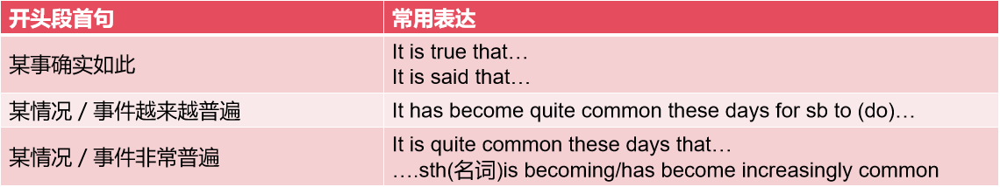 开头段首句 常用表达
某事确实如此 It is true that…
It is said that…
某情况 / 事件越来越普遍 It has become quite common these days for sb to (do)…
某情况 / 事件非常普遍 It is quite common these days that…
….sth(名词)is becoming/has become increasingly common